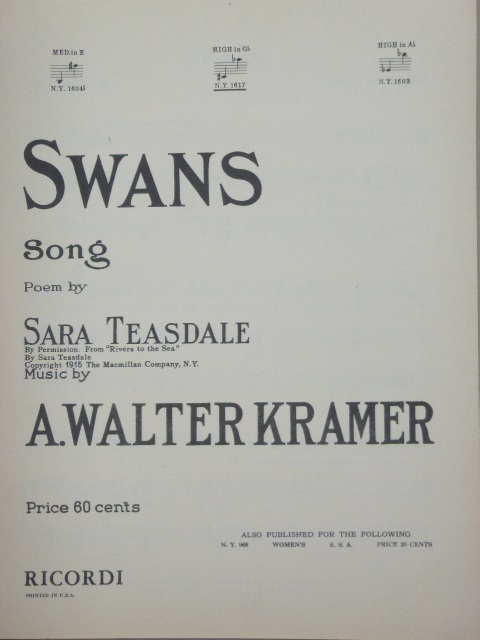 MED. in E
HIGH in G♭
HIGH in A♭
N.Y. 1617
N.Y. 1603
SWANS
Song
Poem by
SARA TEASDALE
By Permission. From "Rivers to the Sea"
By Sara Teasdale
Copyright 1915 The Macmillan Company, N.Y.
Music by
A. WALTER KRAMER
Price 60 cents
ALSO PUBLISHED FOR THE FOLLOWING
N. Y. 968 WOMEN'S S. S. A. PRICE 20 CENTS
RICORDI
PRINTED IN U.S.A.